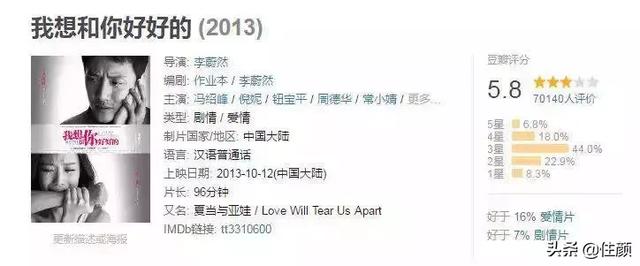 我想和你好好的 (2013)
导演: 李蔚然
编剧: 作业本 / 李蔚然
主演: 冯绍峰 / 倪妮 / 钮宝平 / 周德华 / 常小婧 / 更多...
类型: 剧情 / 爱情
制片国家/地区: 中国大陆
语言: 汉语普通话
上映日期: 2013-10-12(中国大陆)
片长: 96分钟
又名: 夏当与亚娃 / Love Will Tear Us Apart
IMDb链接: tt3310600
我想和你好好的
更新描述或海报
豆瓣评分
5.8
70140人评价
5星 6.8%
4星 18.0%
3星 44.0%
2星 22.9%
1星 8.3%
好于 16% 爱情片
好于 7% 剧情片
头条@住颜